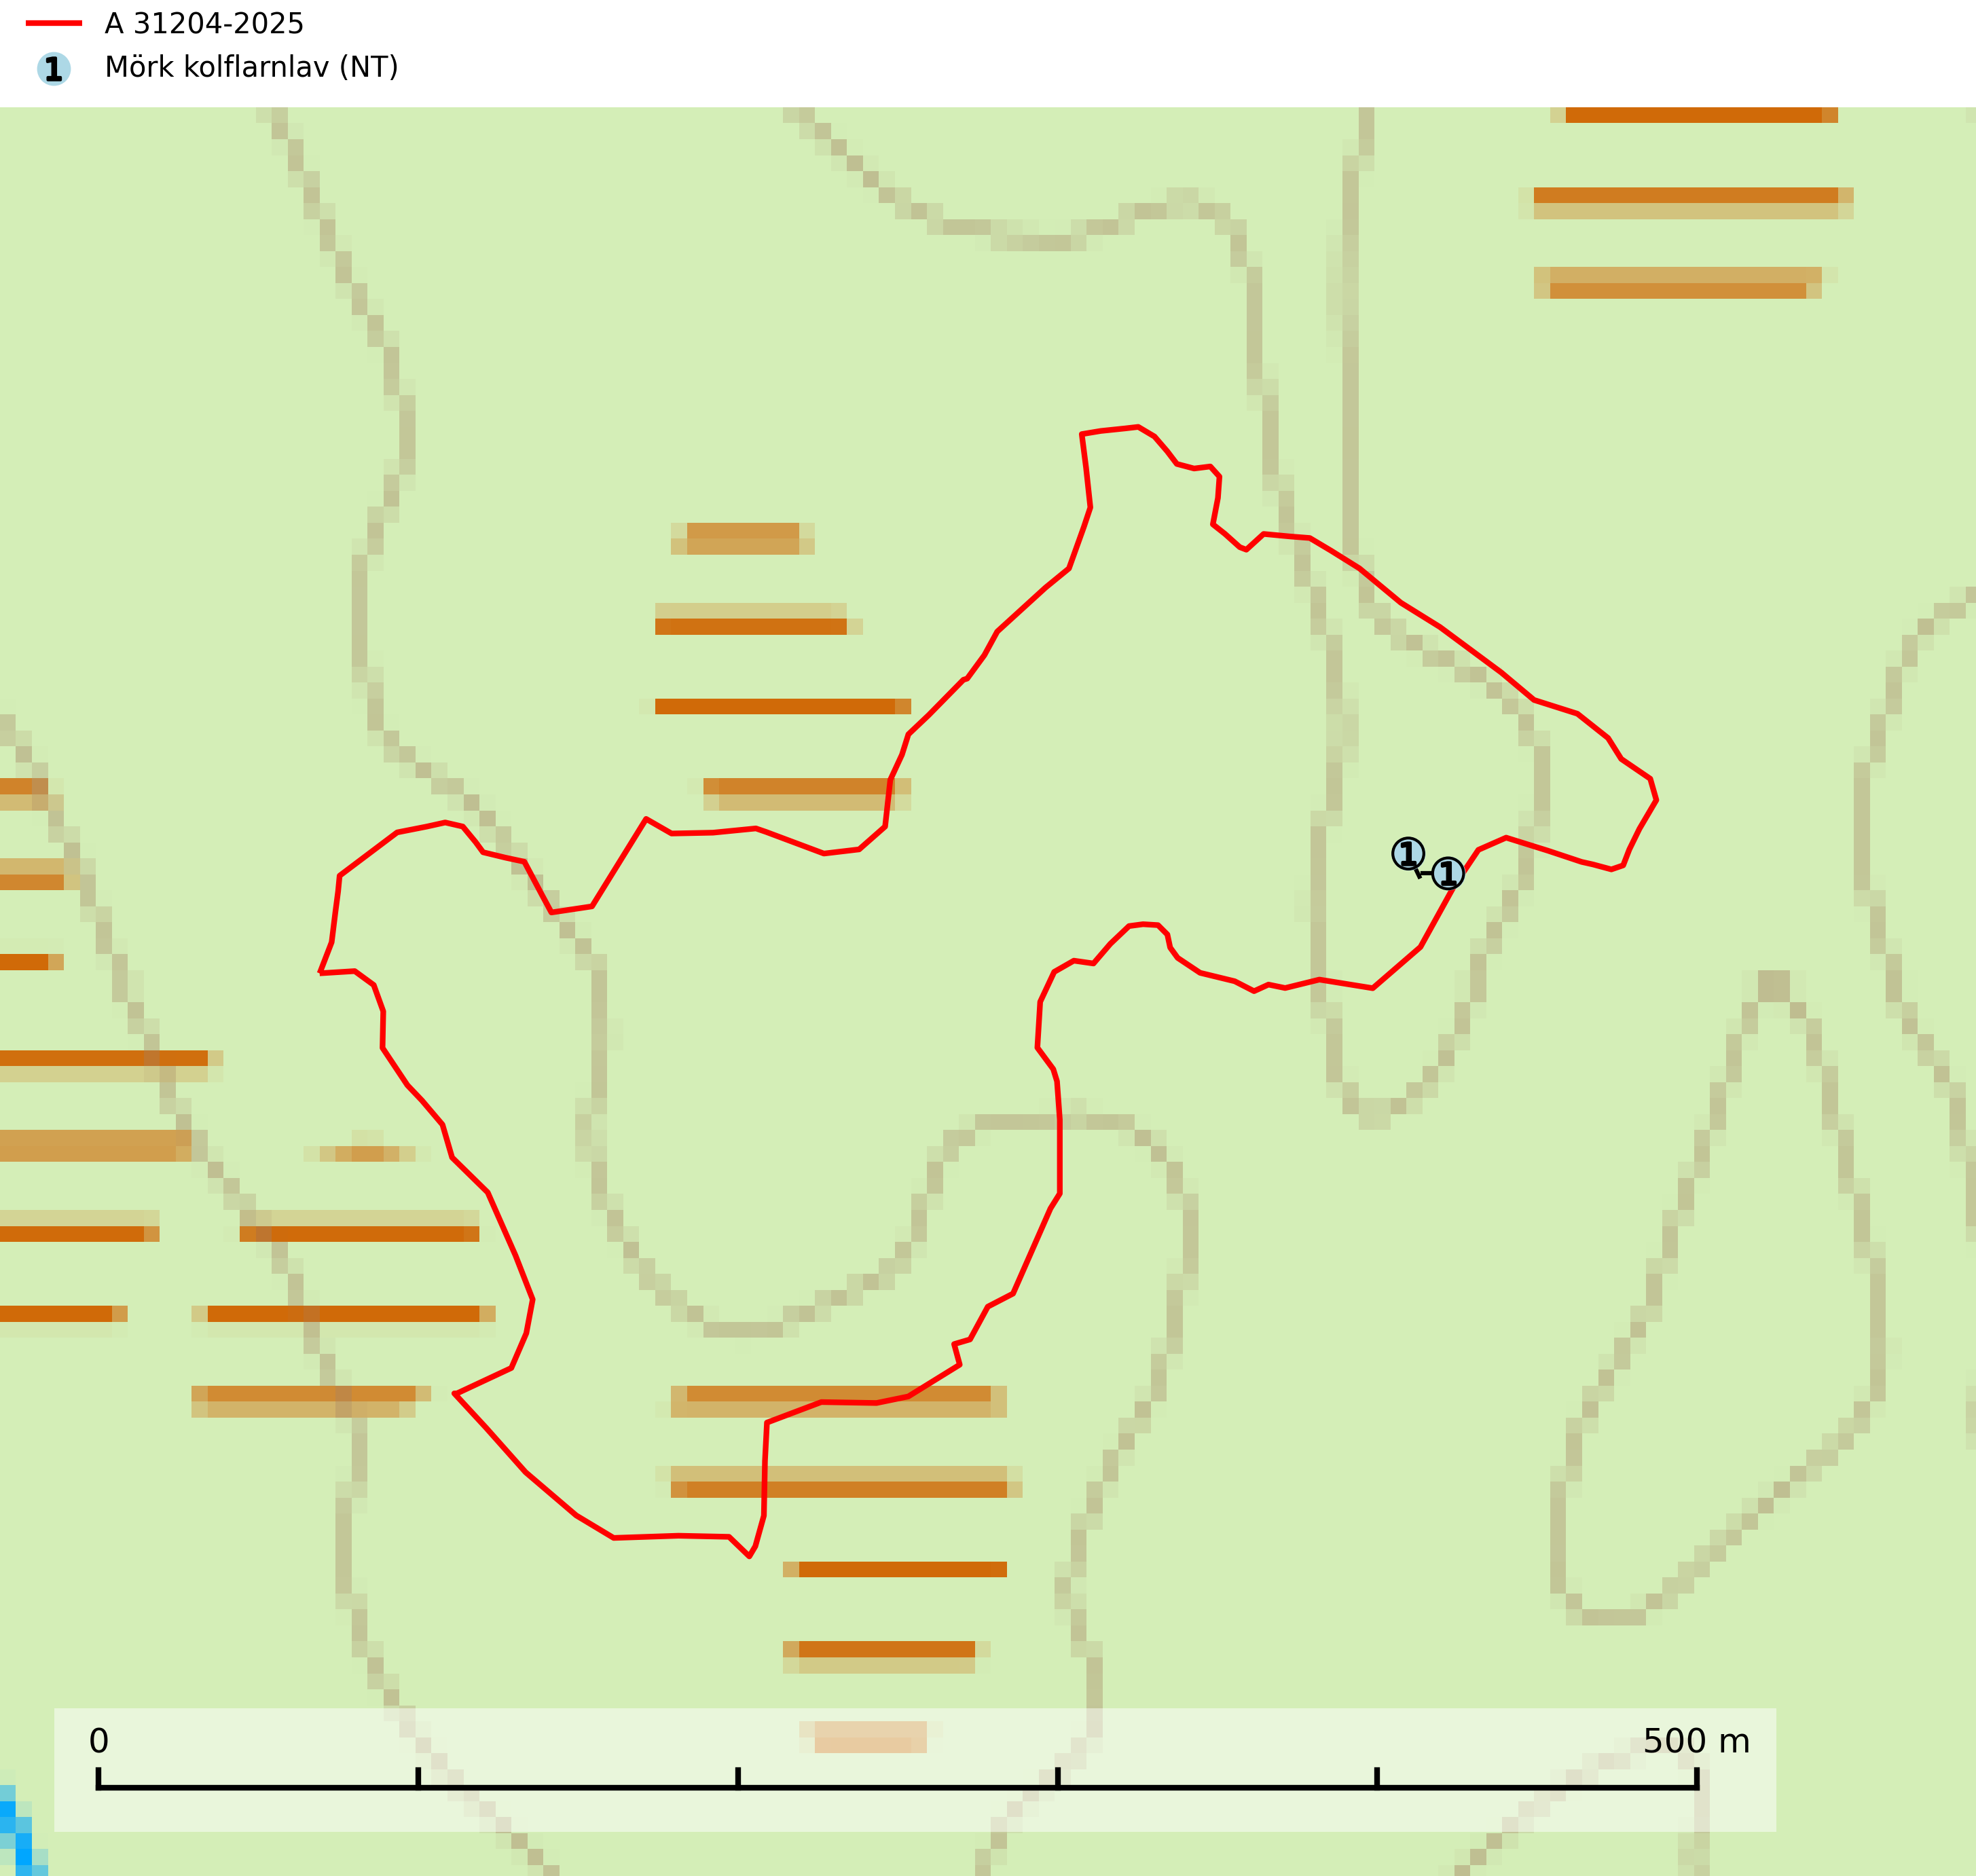 A 31204-2025
1 Mörk kolflarnlav (NT)
1
1
0 500 m